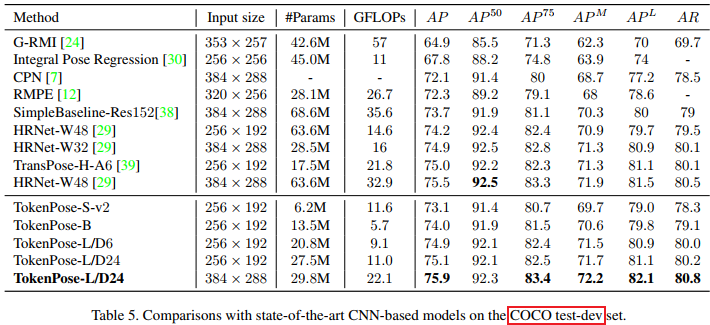 Method Input size #Params GFLOPs AP AP50 AP75 APM APL AR
G-RMI [24] 353 × 257 42.6M 57 64.9 85.5 71.3 62.3 70 69.7
Integral Pose Regression [30] 256 × 256 45.0M 11 67.8 88.2 74.8 63.9 74 -
CPN [7] 384 × 288 - - 72.1 91.4 80 68.7 77.2 78.5
RMPE [12] 320 × 256 28.1M 26.7 72.3 89.2 79.1 68 78.6 -
SimpleBaseline-Res152[38] 384 × 288 68.6M 35.6 73.7 91.9 81.1 70.3 80 79
HRNet-W48 [29] 256 × 192 63.6M 14.6 74.2 92.4 82.4 70.9 79.7 79.5
HRNet-W32 [29] 384 × 288 28.5M 16 74.9 92.5 82.8 71.3 80.9 80.1
TransPose-H-A6 [39] 256 × 192 17.5M 21.8 75.0 92.2 82.3 71.3 81.1 80.1
HRNet-W48 [29] 384 × 288 63.6M 32.9 75.5 92.5 83.3 71.9 81.5 80.5
TokenPose-S-v2 256 × 192 6.2M 11.6 73.1 91.4 80.7 69.7 79.0 78.3
TokenPose-B 256 × 192 13.5M 5.7 74.0 91.9 81.5 70.6 79.8 79.1
TokenPose-L/D6 256 × 192 20.8M 9.1 74.9 92.1 82.4 71.5 80.9 80.0
TokenPose-L/D24 256 × 192 27.5M 11.0 75.1 92.1 82.5 71.7 81.1 80.2
TokenPose-L/D24 384 × 288 29.8M 22.1 75.9 92.3 83.4 72.2 82.1 80.8
Table 5. Comparisons with state-of-the-art CNN-based models on the COCO test-dev set.